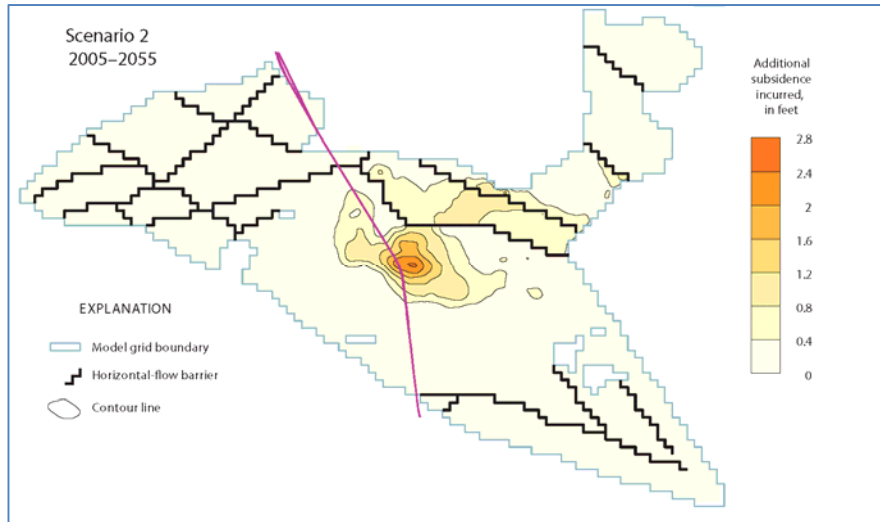 Scenario 2
2005–2055
Additional
subsidence
incurred,
in feet
2.8
2.4
2
1.6
1.2
0.8
0.4
0
EXPLANATION
Model grid boundary
Horizontal-flow barrier
Contour line